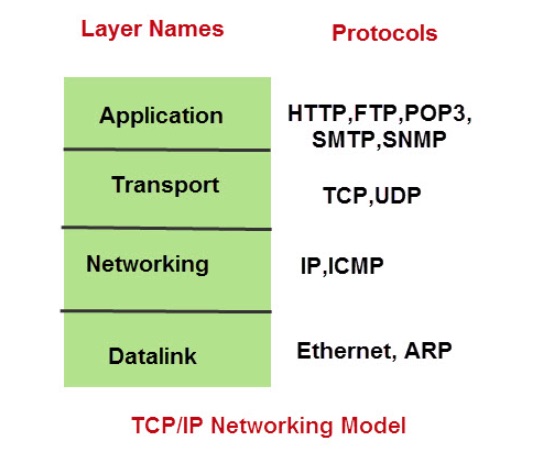 Layer Names
Protocols
Application
HTTP,FTP,POP3,
SMTP,SNMP
Transport
TCP,UDP
Networking
IP,ICMP
Datalink
Ethernet, ARP
TCP/IP Networking Model